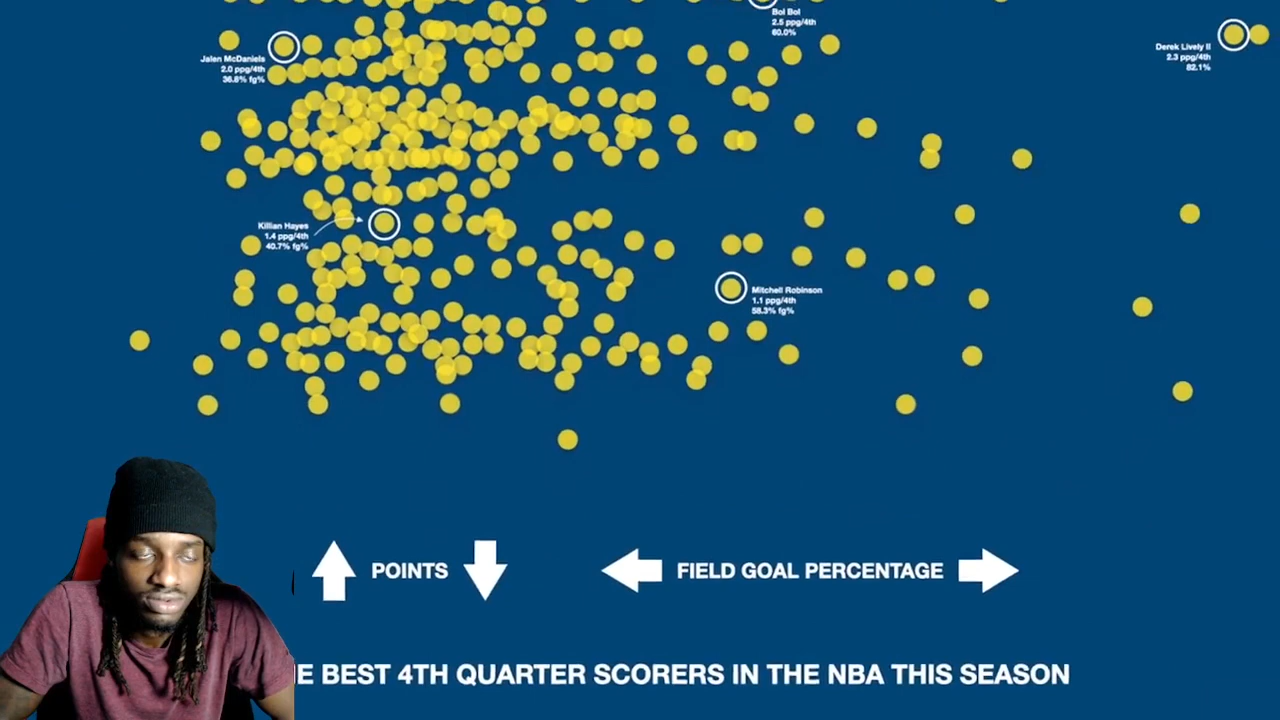 Bol Bol
2.5 ppg/4th
60.0%
Jalen McDaniels
2.0 ppg/4th
36.8% fg%
Derek Lively II
2.3 ppg/4th
82.1%
Killian Hayes
1.4 ppg/4th
40.7% fg%
Mitchell Robinson
1.1 ppg/4th
58.3% fg%
POINTS
FIELD GOAL PERCENTAGE
E BEST 4TH QUARTER SCORERS IN THE NBA THIS SEASON